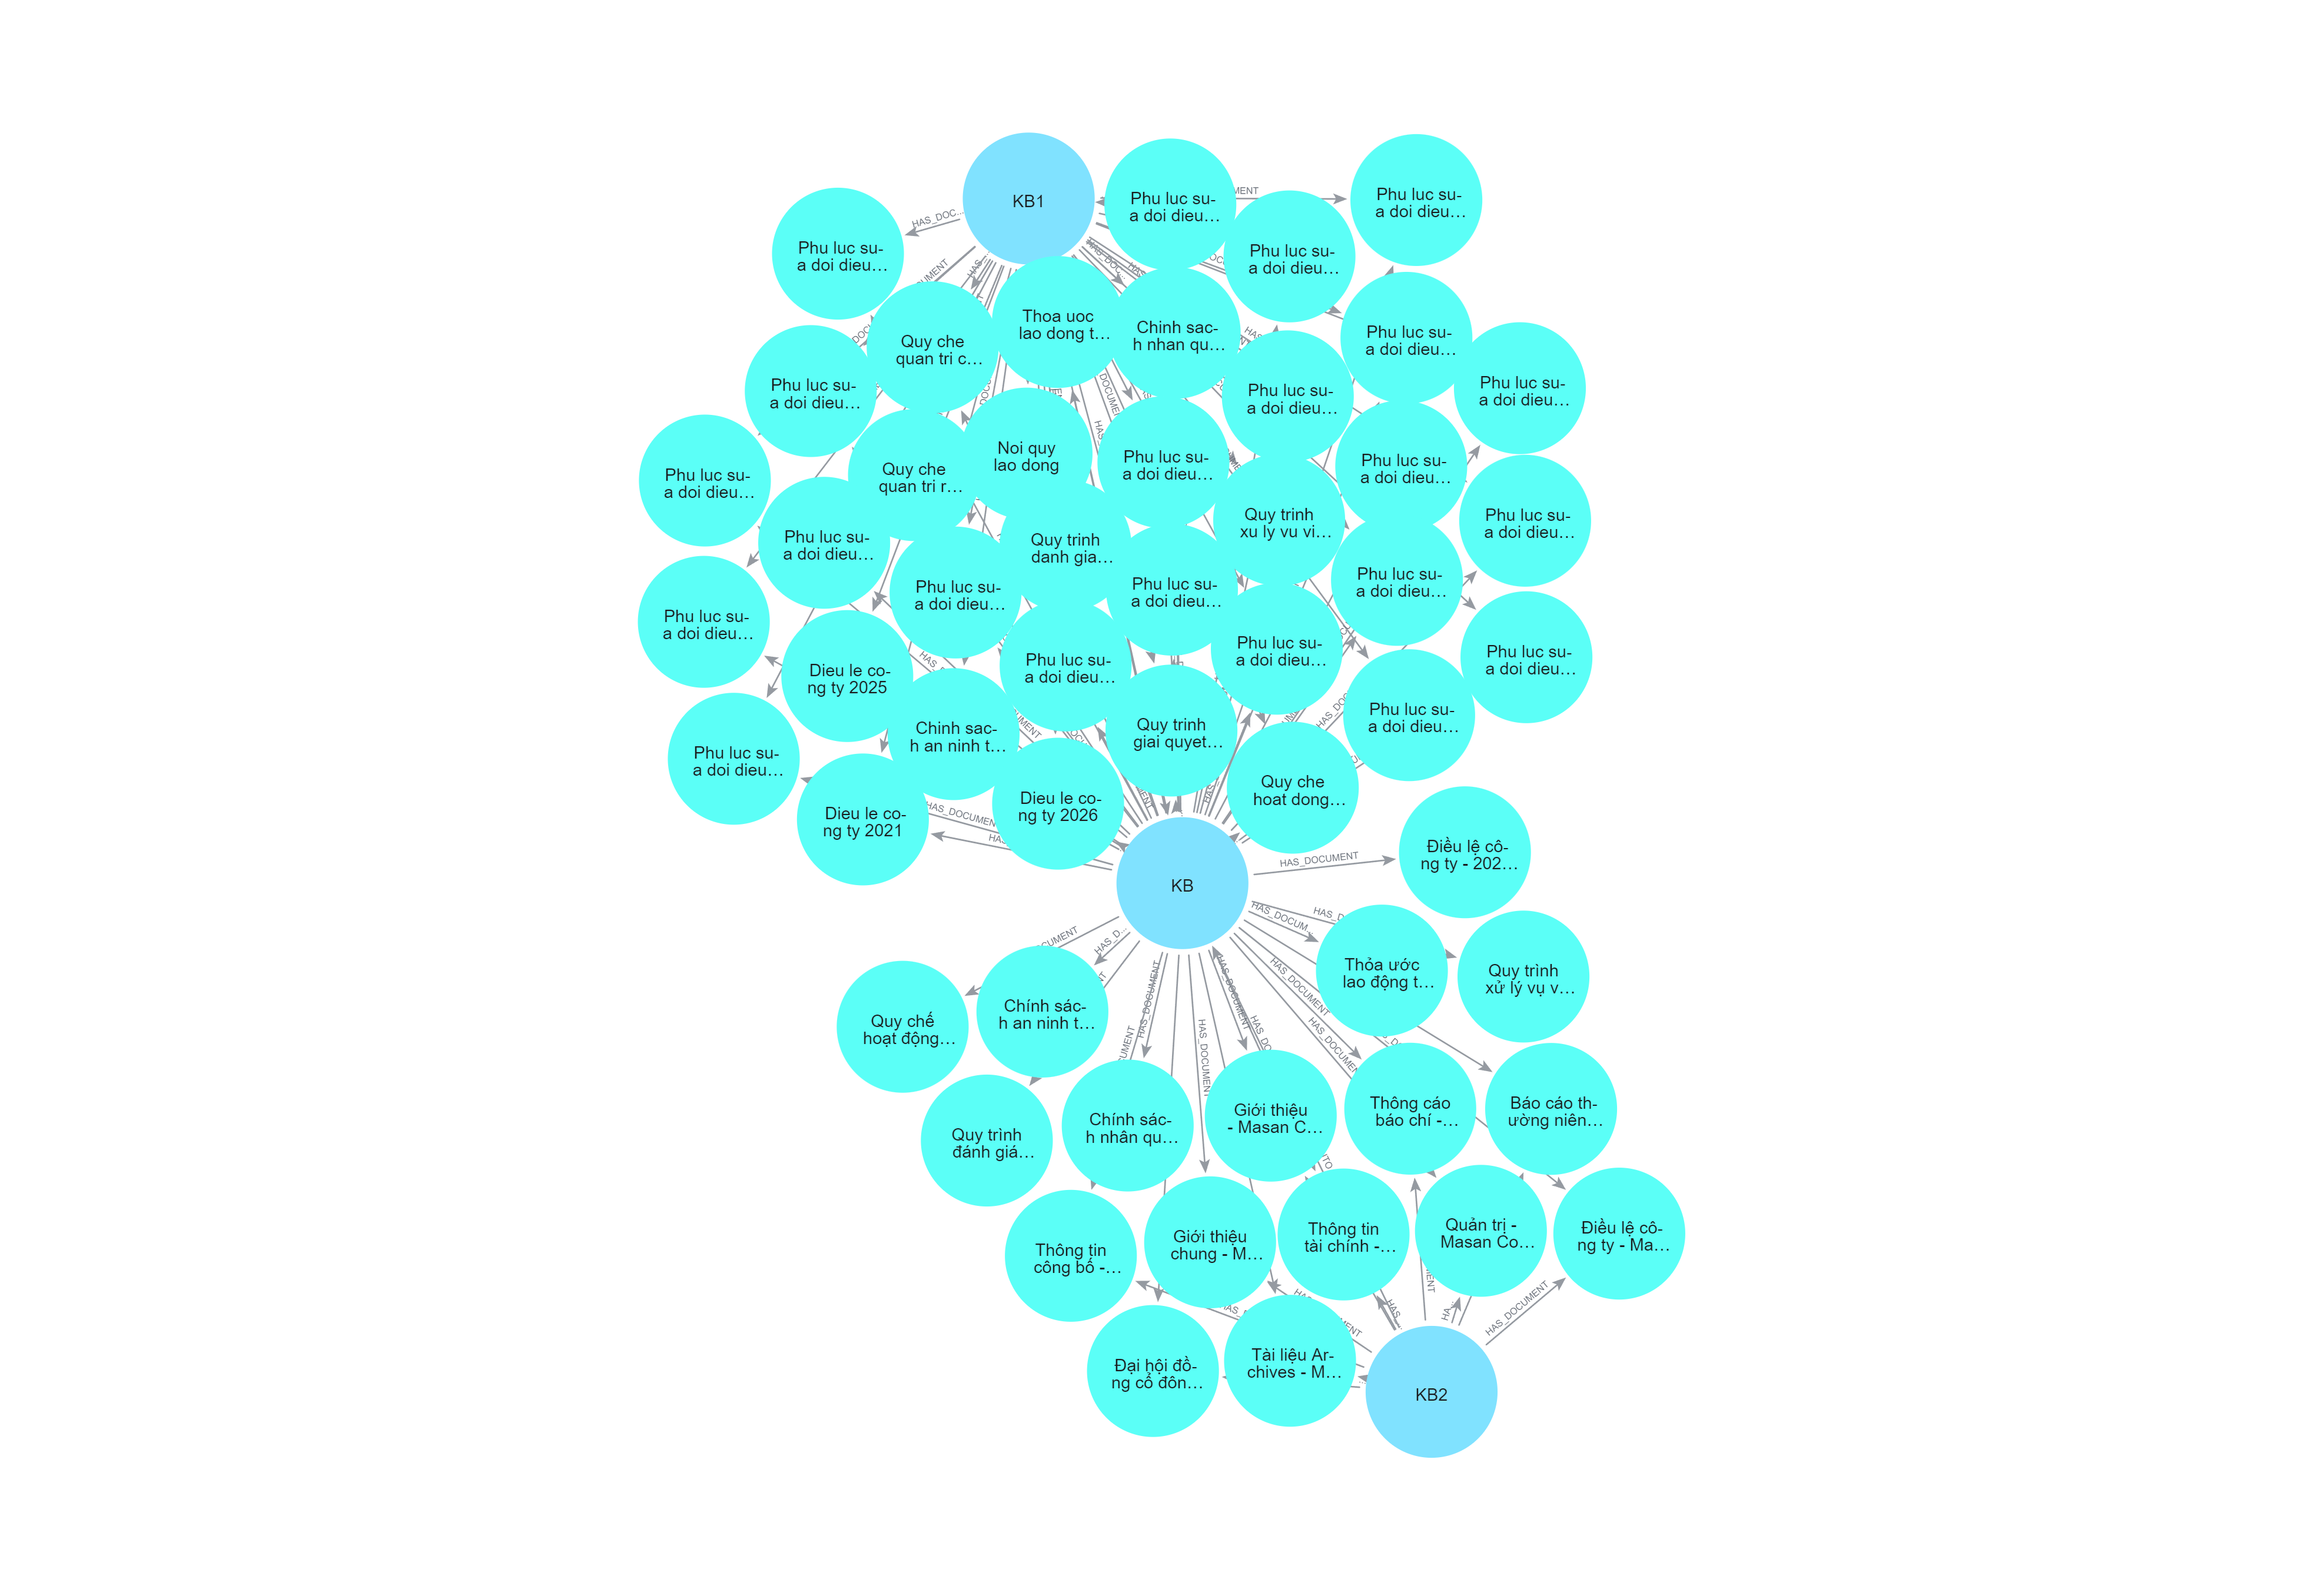 KB1
Phu luc su-
a doi dieu…
HAS_DOC…
Phu luc su-
a doi dieu…
Phu luc su-
a doi dieu…
Phu luc su-
a doi dieu…
Thoa uoc
lao dong t…
Chinh sac-
h nhan qu…
Quy che
quan tri c…
Phu luc su-
a doi dieu…
Phu luc su-
a doi dieu…
Phu luc su-
a doi dieu…
Phu luc su-
a doi dieu…
Noi quy
lao dong
Phu luc su-
a doi dieu…
Phu luc su-
a doi dieu…
Phu luc su-
a doi dieu…
Quy che
quan tri r…
Quy trinh
xu ly vu vi…
Phu luc su-
a doi dieu…
Phu luc su-
a doi dieu…
Quy trinh
danh gia…
Phu luc su-
a doi dieu…
Phu luc su-
a doi dieu…
Phu luc su-
a doi dieu…
Phu luc su-
a doi dieu…
Phu luc su-
a doi dieu…
Phu luc su-
a doi dieu…
Phu luc su-
a doi dieu…
Dieu le co-
ng ty 2025
Phu luc su-
a doi dieu…
Chinh sac-
h an ninh t…
Quy trinh
giai quyet…
Phu luc su-
a doi dieu…
Quy che
hoat dong…
Dieu le co-
ng ty 2021
Dieu le co-
ng ty 2026
KB
HAS_DOCUMENT
Điều lệ cô-
ng ty - 202…
HAS_DOCUM…
Thỏa ước
lao động t…
Quy trình
xử lý vụ v…
HAS_D…
Chính sác-
h an ninh t…
Quy chế
hoạt động…
HAS_DOCUMENT
HAS_DOCUMENT
HAS_DOCUMENT
HAS_DOCUMENT
Quy trình
đánh giá…
Chính sác-
h nhân qu…
Giới thiệu
- Masan C…
Thông cáo
báo chí -…
Báo cáo th-
ường niên…
Thông tin
công bố -…
Giới thiệu
chung - M…
Thông tin
tài chính -…
Quản trị -
Masan Co…
Điều lệ cô-
ng ty - Ma…
HAS_DOCUMENT
Đại hội đồ-
ng cổ đôn…
Tài liệu Ar-
chives - M…
KB2